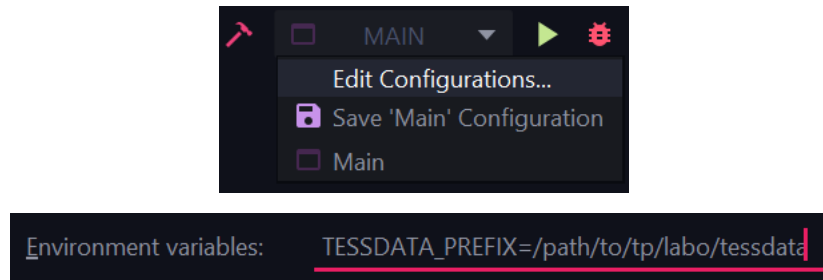 MAIN
Edit Configurations...
Save 'Main' Configuration
Main
Environment variables: TESSDATA_PREFIX=/path/to/tp/labo/tessdata